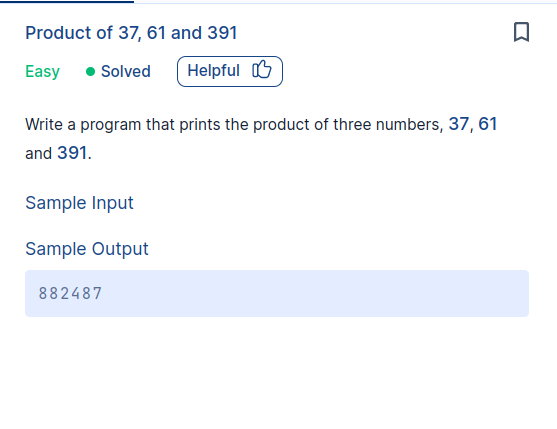 Product of 37, 61 and 391
Easy
Solved
Helpful
Write a program that prints the product of three numbers, 37, 61
and 391.
Sample Input
Sample Output
882487